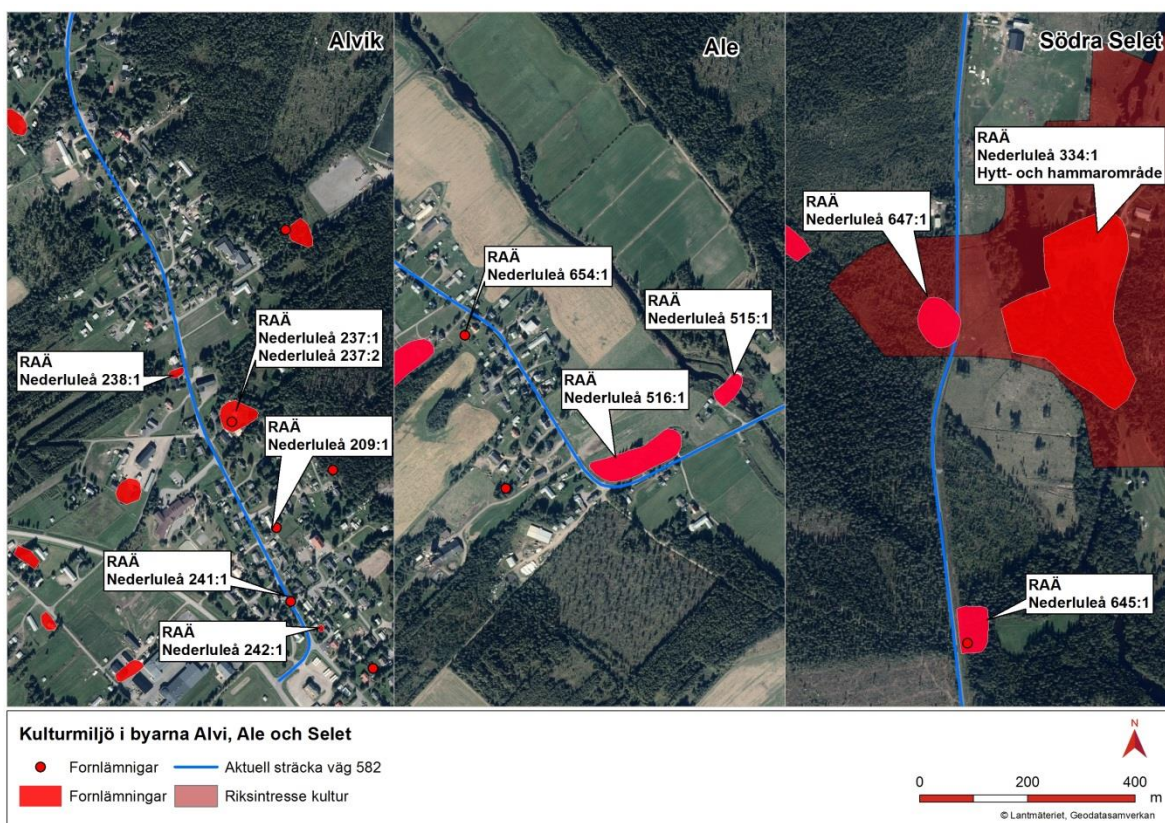 Alvik
Ale
Södra Selet
RAÄ
Nederluleå 237:1
Nederluleå 237:2
RAÄ
Nederluleå 238:1
RAÄ
Nederluleå 209:1
RAÄ
Nederluleå 241:1
RAÄ
Nederluleå 242:1
RAÄ
Nederluleå 654:1
RAÄ
Nederluleå 515:1
RAÄ
Nederluleå 516:1
RAÄ
Nederluleå 334:1
Hytt- och hammarområde
RAÄ
Nederluleå 647:1
RAÄ
Nederluleå 645:1
Kulturmiljö i byarna Alvi, Ale och Selet
Fornlämnigar
Aktuell sträcka väg 582
Fornlämningar
Riksintresse kultur
N
0 200 400
m
© Lantmäteriet, Geodatasamverkan